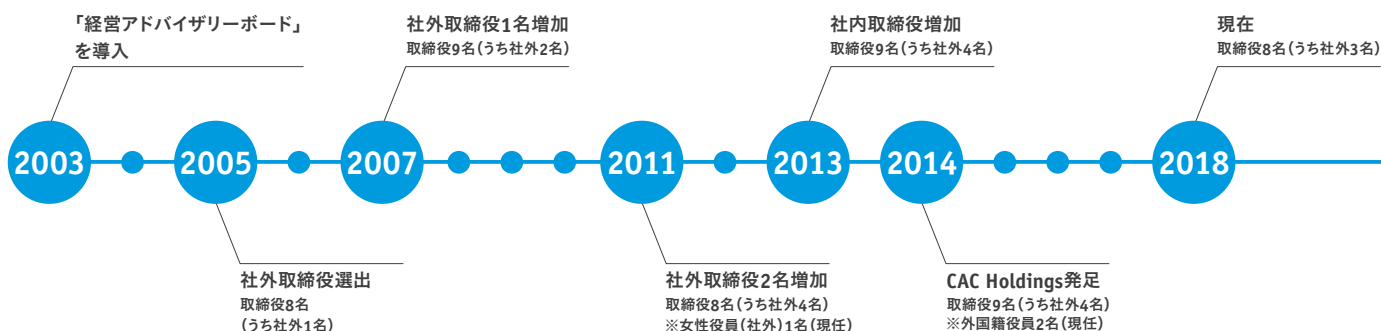 「経営アドバイザリーボード」
を導入
社外取締役1名増加
取締役9名(うち社外2名)
社内取締役増加
取締役9名(うち社外4名)
現在
取締役8名(うち社外3名)
2003
2005
2007
2011
2013
2014
2018
社外取締役選出
取締役8名
(うち社外1名)
社外取締役2名増加
取締役8名(うち社外4名)
※女性役員(社外)1名(現任)
CAC Holdings発足
取締役9名(うち社外4名)
※外国籍役員2名(現任)